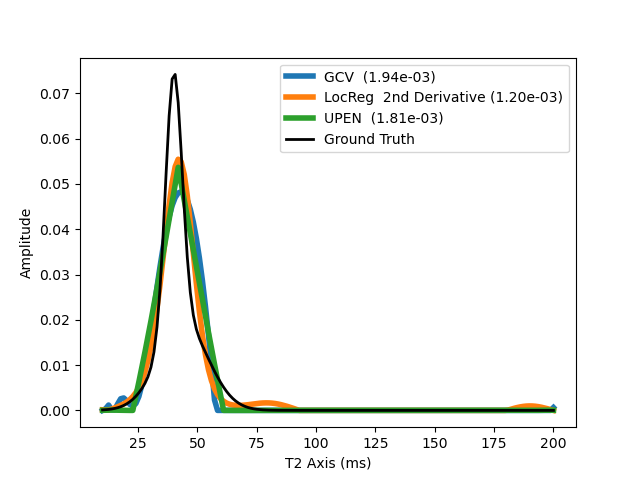 GCV  (1.94e-03)
LocReg  2nd Derivative (1.20e-03)
UPEN  (1.81e-03)
Ground Truth
0.07
0.06
0.05
0.04
0.03
0.02
0.01
0.00
Amplitude
25 50 75 100 125 150 175 200
T2 Axis (ms)